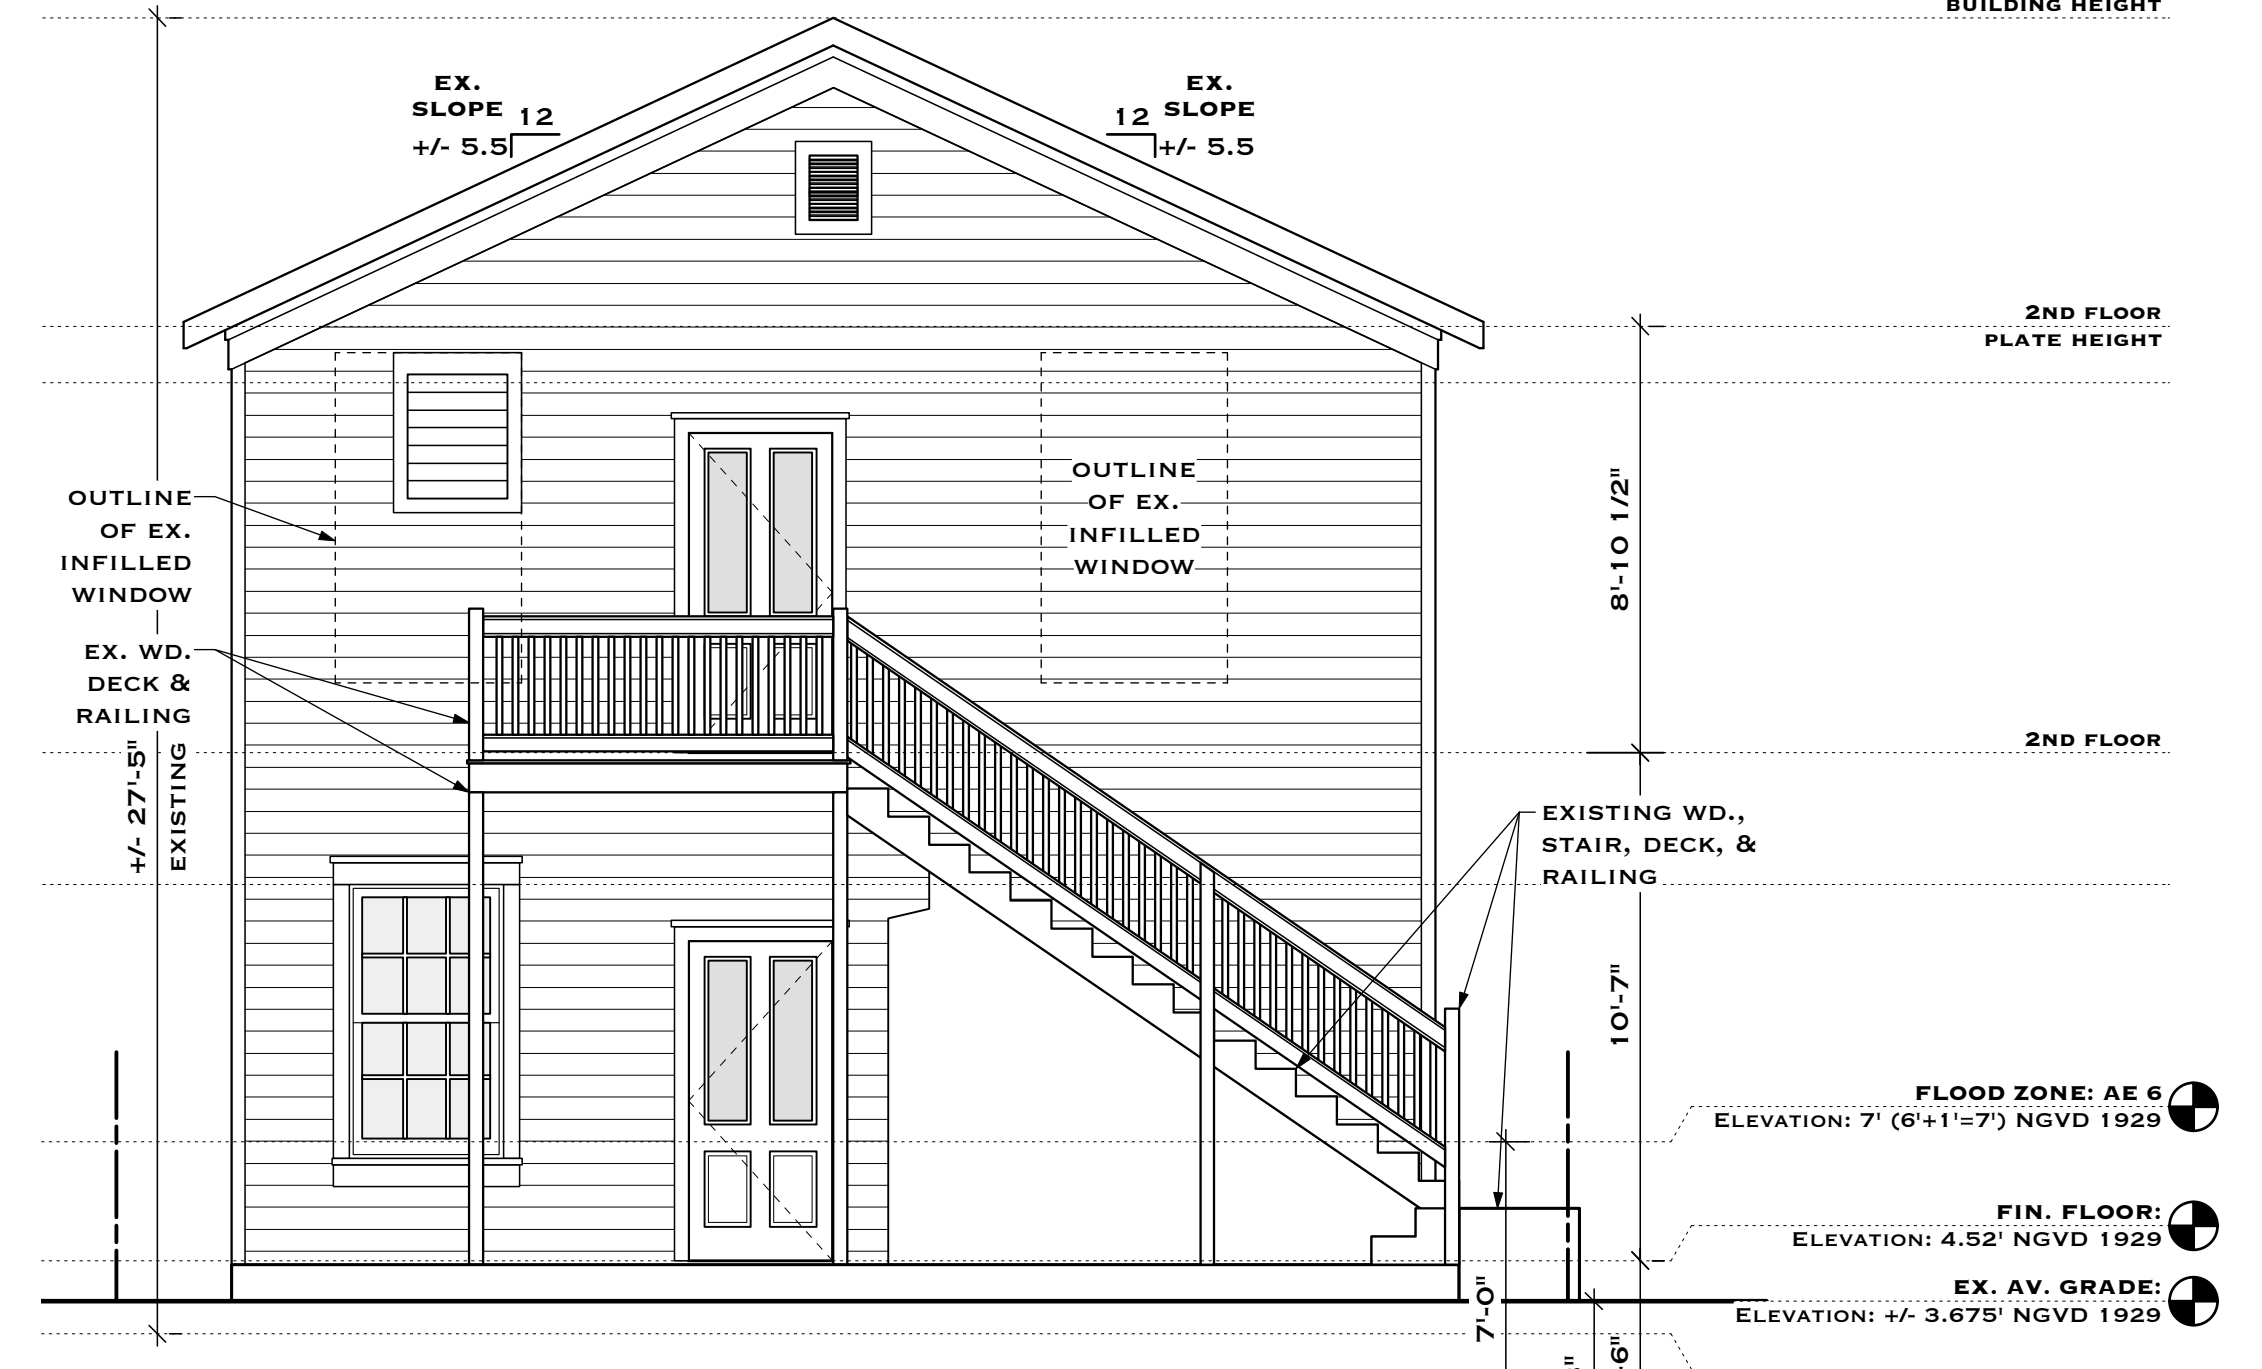 BUILDING HEIGHT
EX.
SLOPE
12
+/- 5.5
EX.
SLOPE
12
+/- 5.5
2ND FLOOR
PLATE HEIGHT
OUTLINE
OF EX.
INFILLED
WINDOW
OUTLINE
OF EX.
INFILLED
WINDOW
8'-10 1/2"
EX. WD.
DECK &
RAILING
+/- 27'-5"
EXISTING
2ND FLOOR
EXISTING WD.,
STAIR, DECK, &
RAILING
10'-7"
FLOOD ZONE: AE 6
ELEVATION: 7' (6'+1'=7') NGVD 1929
FIN. FLOOR:
ELEVATION: 4.52' NGVD 1929
EX. AV. GRADE:
ELEVATION: +/- 3.675' NGVD 1929
7'-0"